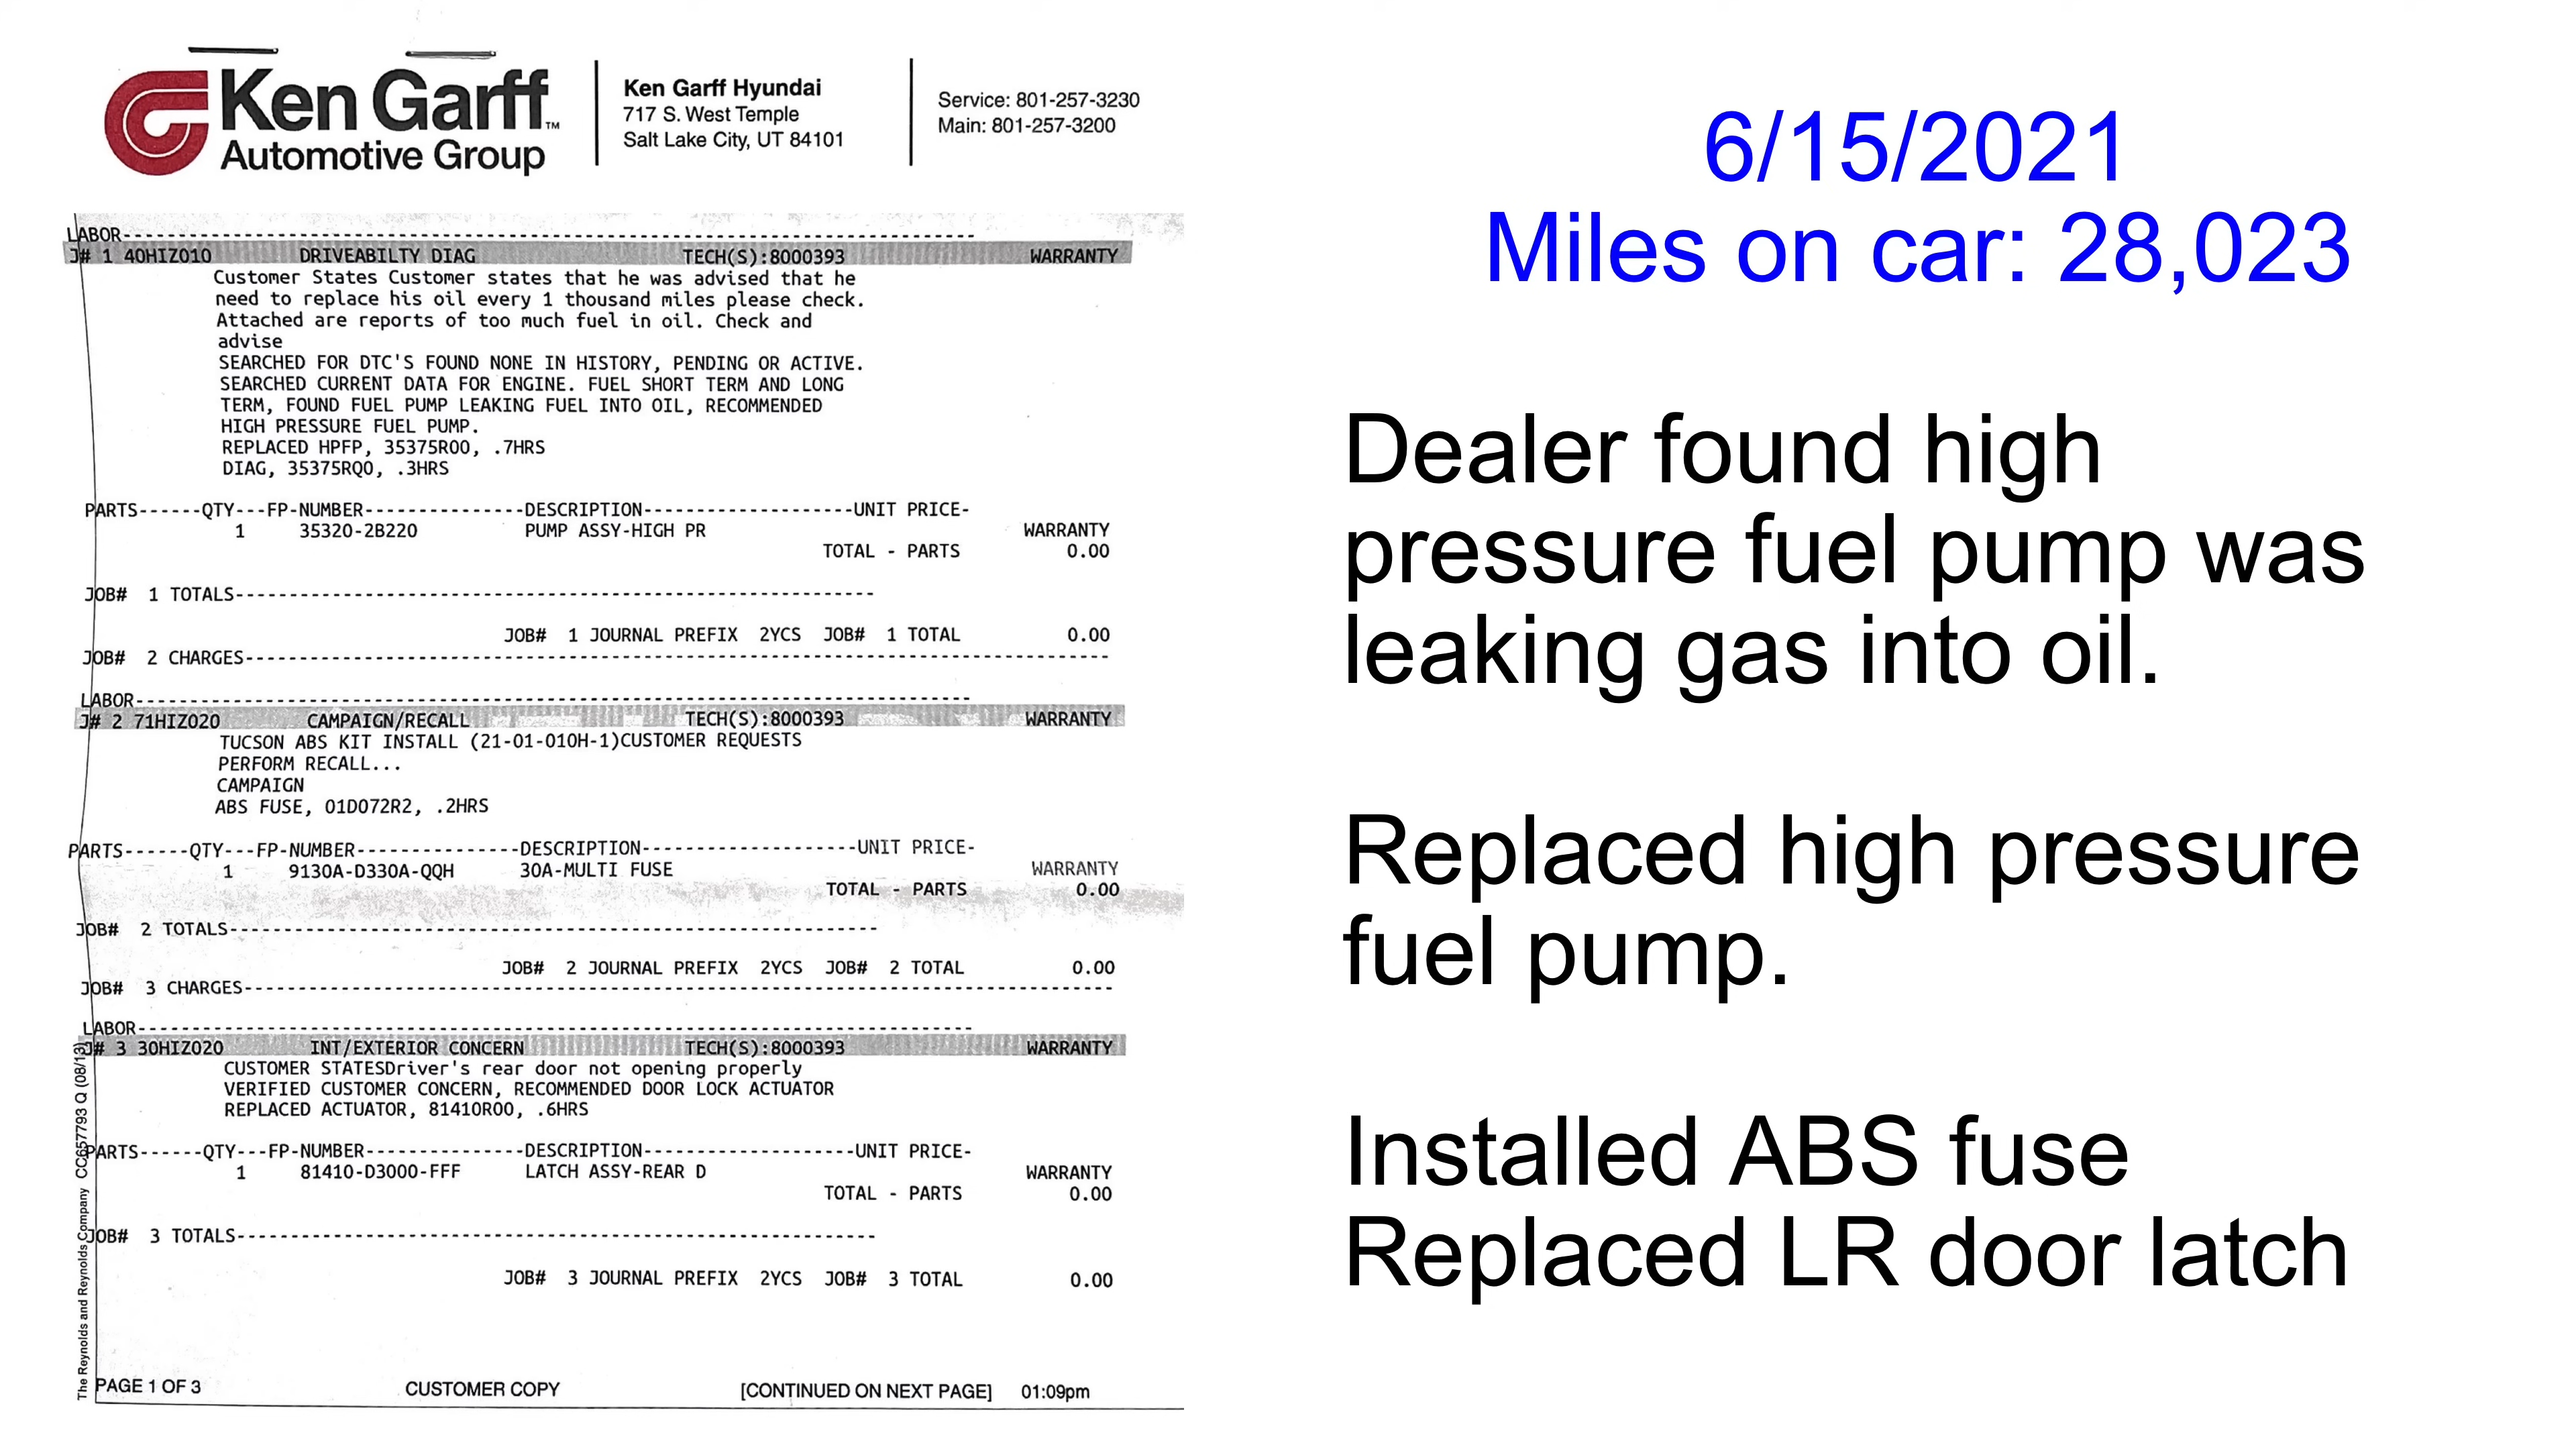 Ken Garff™
Automotive Group
Ken Garff Hyundai
717 S. West Temple
Salt Lake City, UT 84101
Service: 801-257-3230
Main: 801-257-3200
LABOR--------------------------------------------------------------------------------
J# 1 40HIZ010 DRIVEABILTY DIAG TECH(S):8000393 WARRANTY
Customer States Customer states that he was advised that he
need to replace his oil every 1 thousand miles please check.
Attached are reports of too much fuel in oil. Check and
advise
SEARCHED FOR DTC'S FOUND NONE IN HISTORY, PENDING OR ACTIVE.
SEARCHED CURRENT DATA FOR ENGINE. FUEL SHORT TERM AND LONG
TERM, FOUND FUEL PUMP LEAKING FUEL INTO OIL, RECOMMENDED
HIGH PRESSURE FUEL PUMP.
REPLACED HPFP, 35375R00, .7HRS
DIAG, 35375RQ0, .3HRS
PARTS------QTY---FP-NUMBER---------------DESCRIPTION--------------------UNIT PRICE-
1 35320-2B220 PUMP ASSY-HIGH PR WARRANTY
TOTAL - PARTS 0.00
JOB# 1 TOTALS------------------------------------------------------------
JOB# 1 JOURNAL PREFIX 2YCS JOB# 1 TOTAL 0.00
JOB# 2 CHARGES---------------------------------------------------------------------------------
LABOR--------------------------------------------------------------------------------
J# 2 71HIZ020 CAMPAIGN/RECALL TECH(S):8000393 WARRANTY
TUCSON ABS KIT INSTALL (21-01-010H-1)CUSTOMER REQUESTS
PERFORM RECALL...
CAMPAIGN
ABS FUSE, 01D072R2, .2HRS
PARTS------QTY---FP-NUMBER---------------DESCRIPTION--------------------UNIT PRICE-
1 9130A-D330A-QQH 30A-MULTI FUSE WARRANTY
TOTAL - PARTS 0.00
JOB# 2 TOTALS------------------------------------------------------------
JOB# 2 JOURNAL PREFIX 2YCS JOB# 2 TOTAL 0.00
JOB# 3 CHARGES---------------------------------------------------------------------------------
LABOR--------------------------------------------------------------------------------
J# 3 30HIZ020 INT/EXTERIOR CONCERN TECH(S):8000393 WARRANTY
CUSTOMER STATESDriver's rear door not opening properly
VERIFIED CUSTOMER CONCERN, RECOMMENDED DOOR LOCK ACTUATOR
REPLACED ACTUATOR, 81410R00, .6HRS
PARTS------QTY---FP-NUMBER---------------DESCRIPTION--------------------UNIT PRICE-
1 81410-D3000-FFF LATCH ASSY-REAR D WARRANTY
TOTAL - PARTS 0.00
JOB# 3 TOTALS------------------------------------------------------------
JOB# 3 JOURNAL PREFIX 2YCS JOB# 3 TOTAL 0.00
The Reynolds and Reynolds Company CC657793 Q (08/13)
PAGE 1 OF 3 CUSTOMER COPY [CONTINUED ON NEXT PAGE] 01:09pm
6/15/2021
Miles on car: 28,023
Dealer found high
pressure fuel pump was
leaking gas into oil.
Replaced high pressure
fuel pump.
Installed ABS fuse
Replaced LR door latch